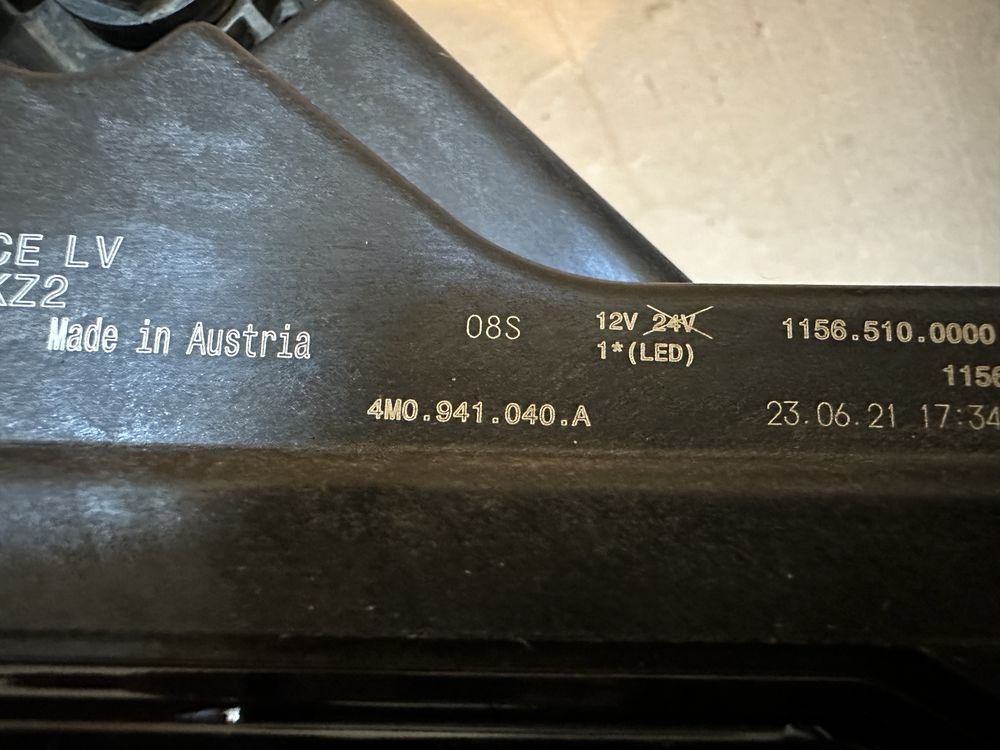 CE LV
KZ2
Made in Austria
08S
12V 24V
1*(LED)
1156.510.0000
1156
4M0.941.040.A
23.06.21 17:34